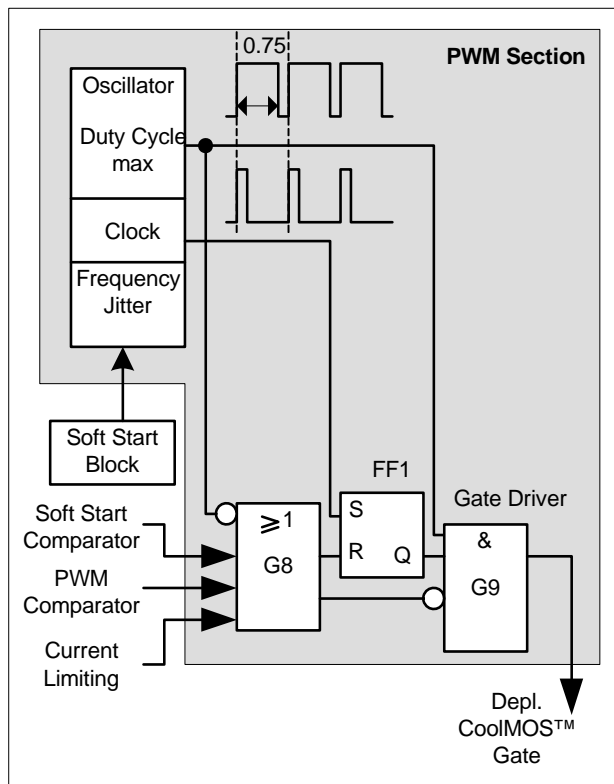 0.75
PWM Section
Oscillator
Duty Cycle
max
Clock
Frequency
Jitter
Soft Start
Block
FF1
Gate Driver
Soft Start
Comparator
PWM
Comparator
Current
Limiting
≥1
G8
S
R
Q
&
G9
Depl.
CoolMOS™
Gate